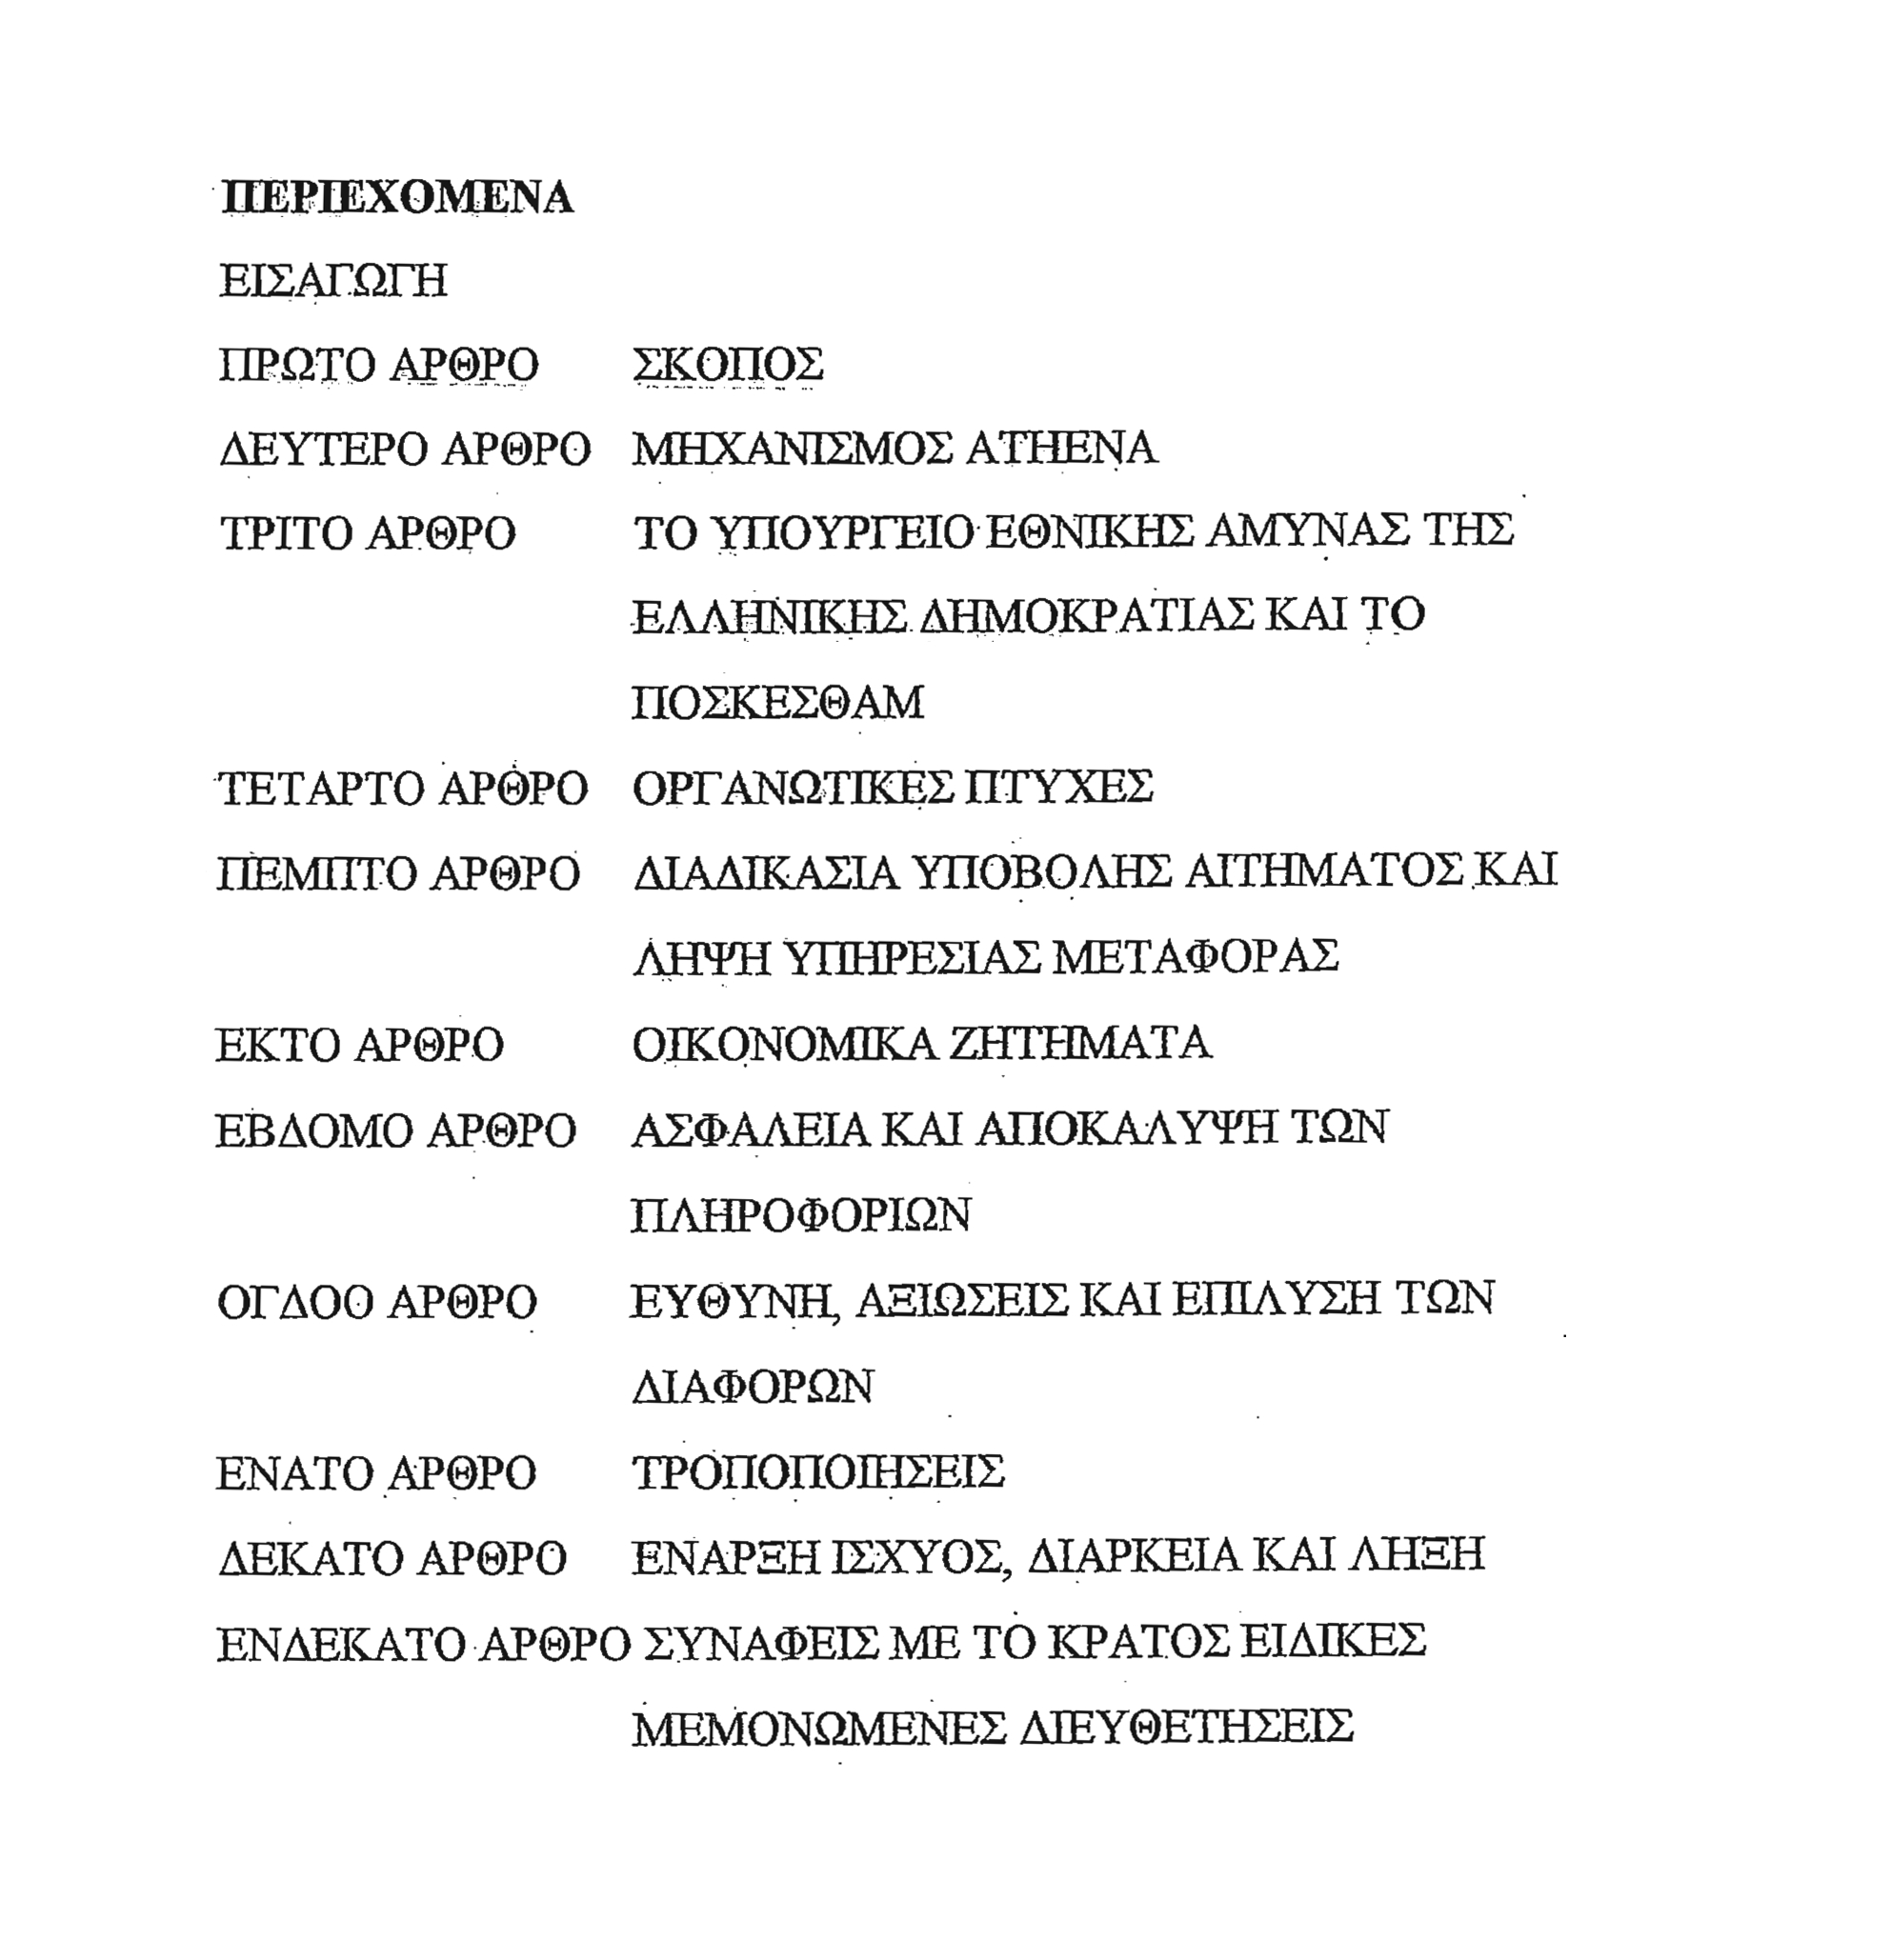 ΠΕΡΙΕΧΟΜΕΝΑ
ΕΙΣΑΓΩΓΗ
ΠΡΩΤΟ ΑΡΘΡΟ ΣΚΟΠΟΣ
ΔΕΥΤΕΡΟ ΑΡΘΡΟ ΜΗΧΑΝΙΣΜΟΣ ATHENA
ΤΡΙΤΟ ΑΡΘΡΟ ΤΟ ΥΠΟΥΡΓΕΙΟ ΕΘΝΙΚΗΣ ΑΜΥΝΑΣ ΤΗΣ
ΕΛΛΗΝΙΚΗΣ ΔΗΜΟΚΡΑΤΙΑΣ ΚΑΙ ΤΟ
ΠΟΣΚΕΣΘΑΜ
ΤΕΤΑΡΤΟ ΑΡΘΡΟ ΟΡΓΑΝΩΤΙΚΕΣ ΠΤΥΧΕΣ
ΠΕΜΠΤΟ ΑΡΘΡΟ ΔΙΑΔΙΚΑΣΙΑ ΥΠΟΒΟΛΗΣ ΑΙΤΗΜΑΤΟΣ ΚΑΙ
ΛΗΨΗ ΥΠΗΡΕΣΙΑΣ ΜΕΤΑΦΟΡΑΣ
ΕΚΤΟ ΑΡΘΡΟ ΟΙΚΟΝΟΜΙΚΑ ΖΗΤΗΜΑΤΑ
ΕΒΔΟΜΟ ΑΡΘΡΟ ΑΣΦΑΛΕΙΑ ΚΑΙ ΑΠΟΚΑΛΥΨΗ ΤΩΝ
ΠΛΗΡΟΦΟΡΙΩΝ
ΟΓΔΟΟ ΑΡΘΡΟ ΕΥΘΥΝΗ, ΑΞΙΩΣΕΙΣ ΚΑΙ ΕΠΙΛΥΣΗ ΤΩΝ
ΔΙΑΦΟΡΩΝ
ΕΝΑΤΟ ΑΡΘΡΟ ΤΡΟΠΟΠΟΙΗΣΕΙΣ
ΔΕΚΑΤΟ ΑΡΘΡΟ ΕΝΑΡΞΗ ΙΣΧΥΟΣ, ΔΙΑΡΚΕΙΑ ΚΑΙ ΛΗΞΗ
ΕΝΔΕΚΑΤΟ ΑΡΘΡΟ ΣΥΝΑΦΕΙΣ ΜΕ ΤΟ ΚΡΑΤΟΣ ΕΙΔΙΚΕΣ
ΜΕΜΟΝΩΜΕΝΕΣ ΔΙΕΥΘΕΤΗΣΕΙΣ